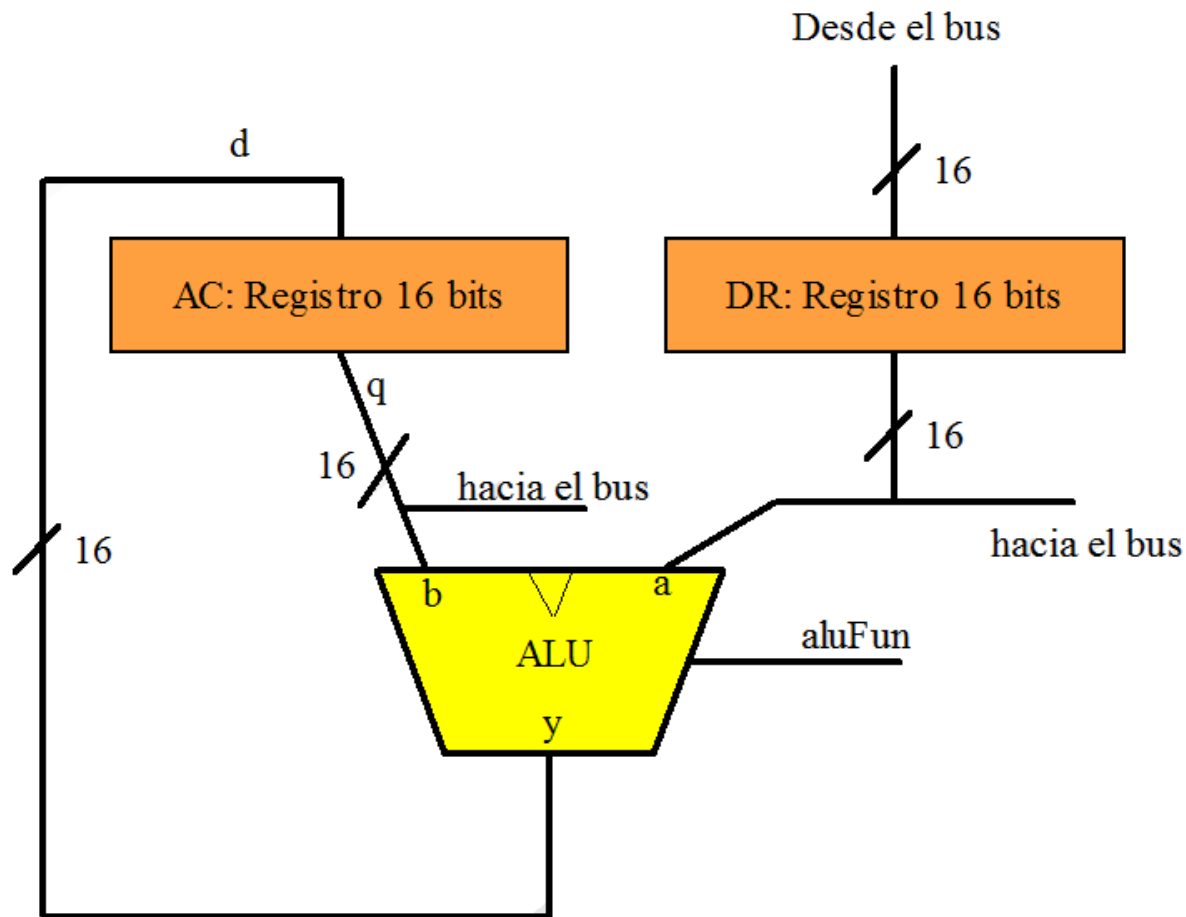 Desde el bus
d
16
AC: Registro 16 bits
DR: Registro 16 bits
q
16
16
hacia el bus
hacia el bus
16
b
a
ALU
aluFun
y